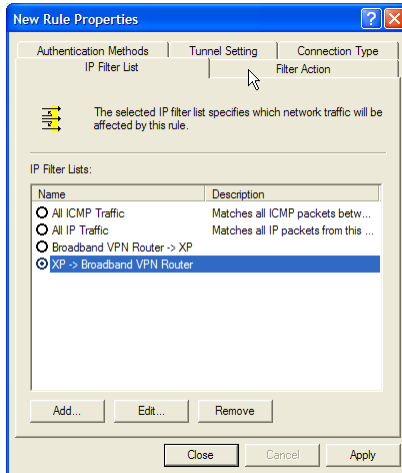 New Rule Properties
Authentication Methods Tunnel Setting Connection Type
IP Filter List Filter Action
The selected IP filter list specifies which network traffic will be
affected by this rule.
IP Filter Lists:
Name Description
All ICMP Traffic Matches all ICMP packets betw...
All IP Traffic Matches all IP packets from this ...
Broadband VPN Router -> XP
XP -> Broadband VPN Router
Add... Edit... Remove
Close Cancel Apply